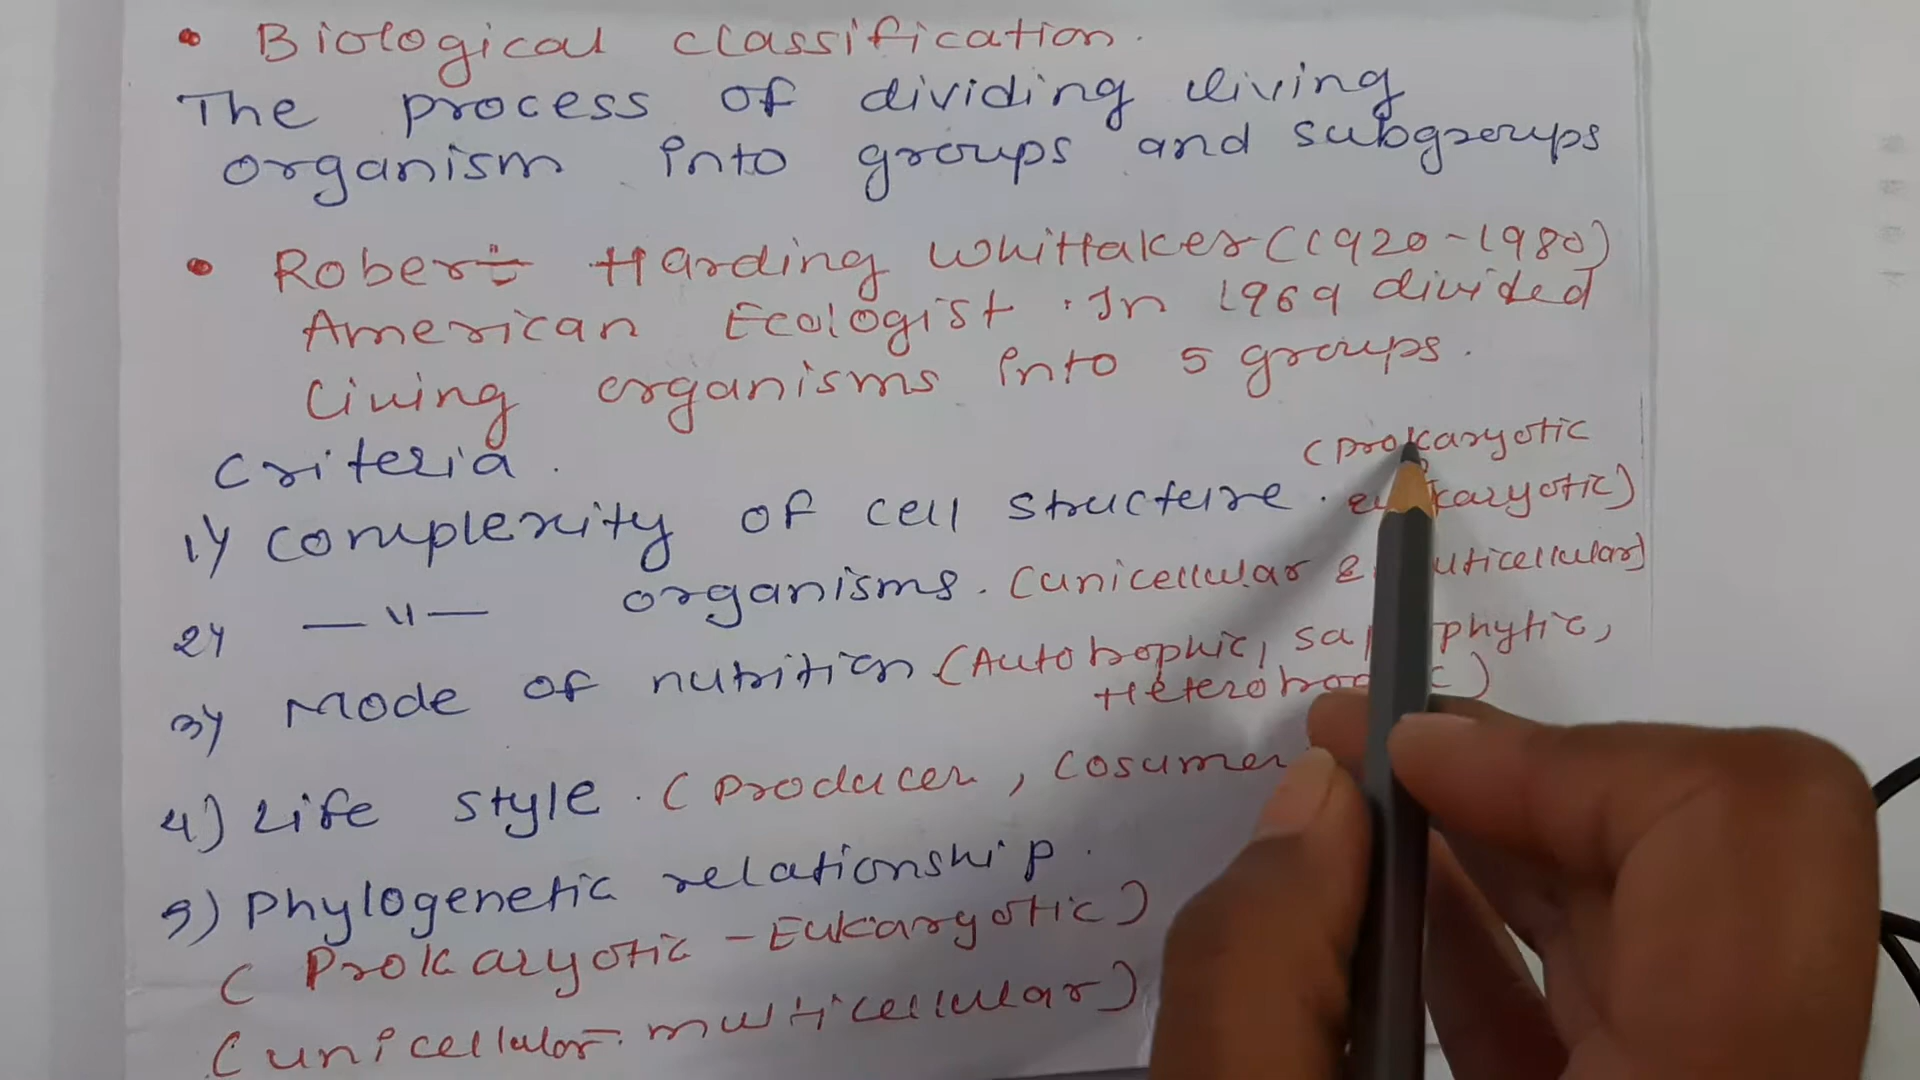 • Biological classification.
The process of dividing living
organism into groups and subgroups
• Robert Harding Whittaker (1920-1980)
American Ecologist. In 1969 divided
Living organisms into 5 groups.
Criteria.
(prokaryotic
1) Complexity of cell structure. eukaryotic)
2) —〃— organisms. (unicellular &
3) Mode of nutrition (Autotrophic,
4) Life style. (Producer, cosumer
5) Phylogenetic relationship.
( Prokaryotic - Eukaryotic)
(unicellular - multicellular)